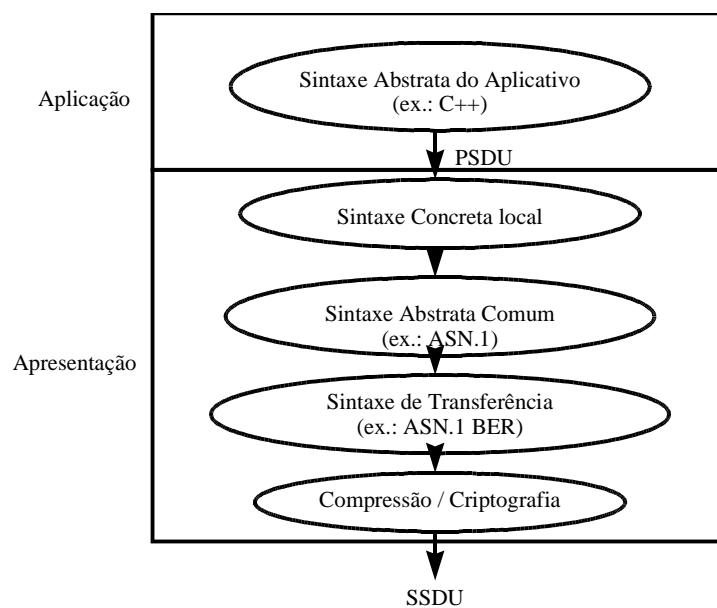 Aplicação
Sintaxe Abstrata do Aplicativo
(ex.: C++)
PSDU
Sintaxe Concreta local
Sintaxe Abstrata Comum
(ex.: ASN.1)
Apresentação
Sintaxe de Transferência
(ex.: ASN.1 BER)
Compressão / Criptografia
SSDU